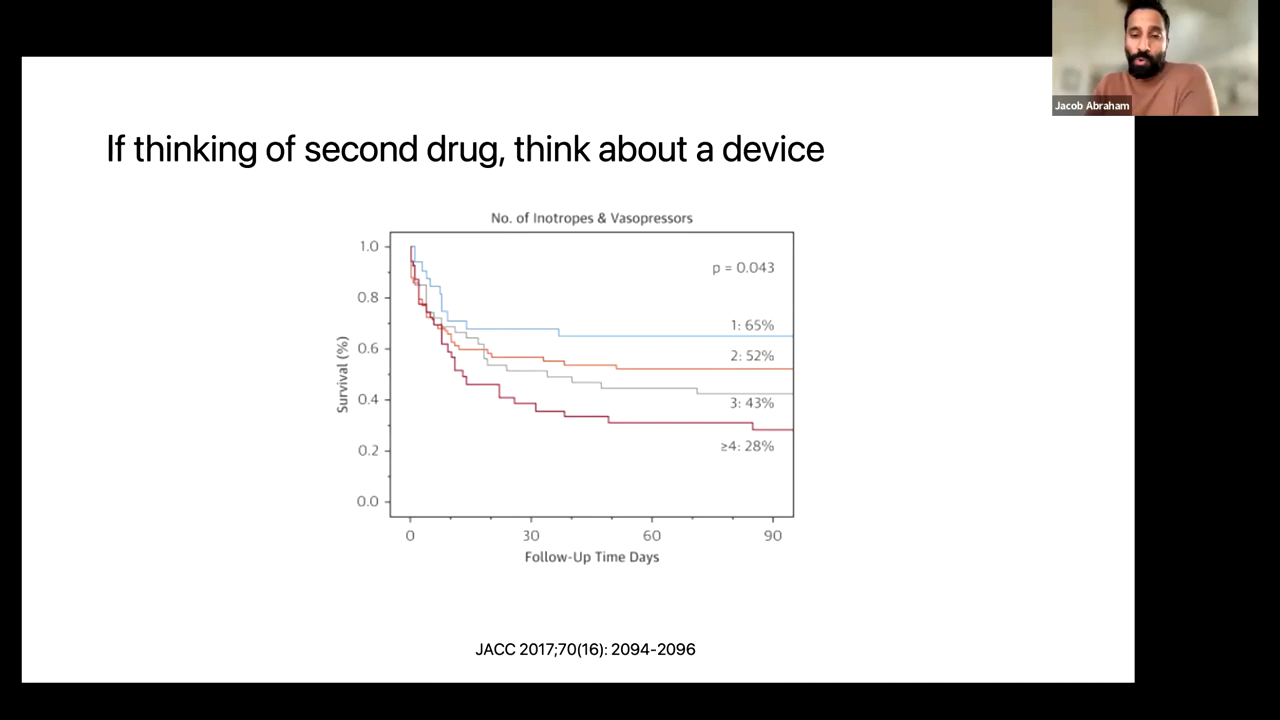 Jacob Abraham
If thinking of second drug, think about a device
No. of Inotropes & Vasopressors
1.0
0.8
0.6
0.4
0.2
0.0
Survival (%)
p = 0.043
1: 65%
2: 52%
3: 43%
≥4: 28%
0 30 60 90
Follow-Up Time Days
JACC 2017;70(16): 2094-2096